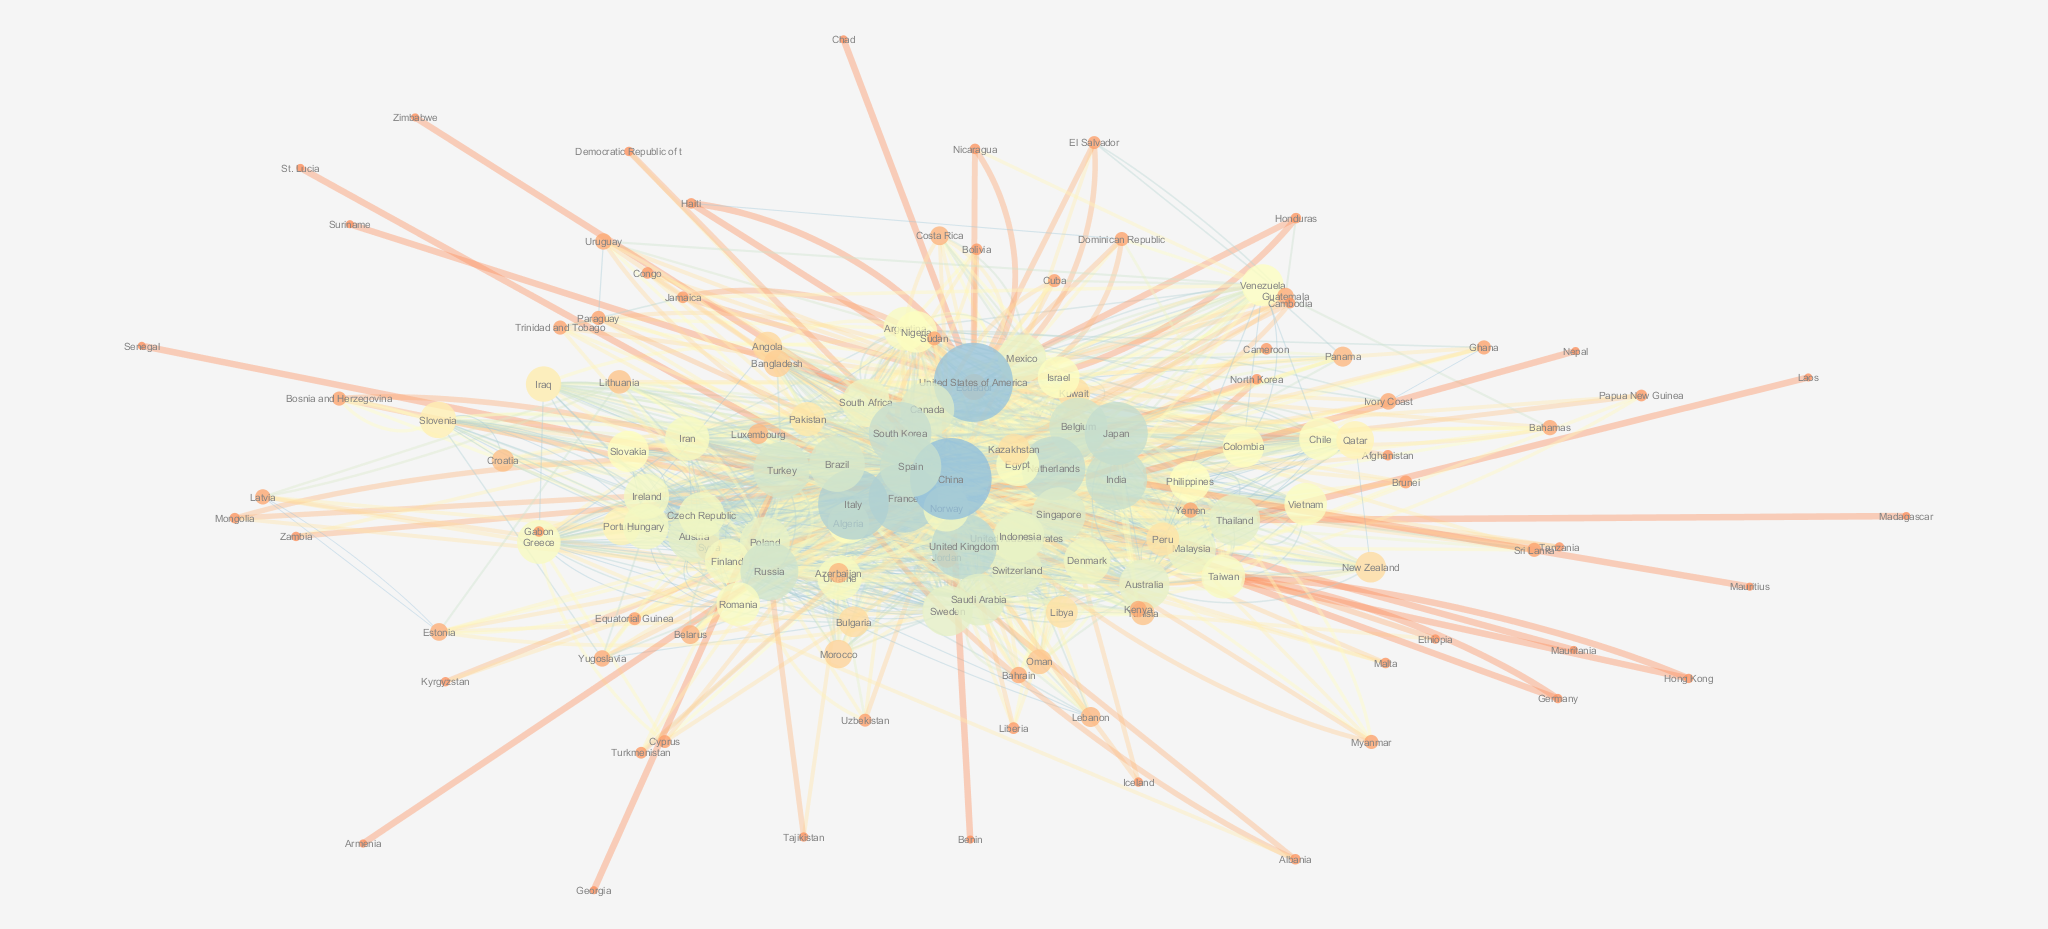 Chad
Zimbabwe
El Salvador
Nicaragua
Democratic Republic of t
St. Lucia
Haiti
Honduras
Suriname
Costa Rica
Dominican Republic
Uruguay
Bolivia
Congo
Cuba
Venezuela
Jamaica
Guatemala
Cambodia
Paraguay
Trinidad and Tobago
Nigeria
Sudan
Senegal
Angola
Ghana
Cameroon
Nepal
Mexico
Panama
Bangladesh
Laos
Israel
North Korea
Lithuania
United States of America
Iraq
Papua New Guinea
Bosnia and Herzegovina
South Africa
Ivory Coast
Canada
Slovenia
Pakistan
Belgium
Bahamas
South Korea
Japan
Luxembourg
Iran
Chile
Qatar
Colombia
Kazakhstan
Slovakia
Afghanistan
Croatia
Brazil
Egypt
Spain
therlands
Turkey
China
India
Philippines
Brunei
Ireland
Latvia
France
Italy
Vietnam
Norway
Yemen
Singapore
Czech Republic
Mongolia
Madagascar
Thailand
Algeria
Portu
Hungary
Gabon
Zambia
Austria
Indonesia
Peru
Greece
Poland
United Kingdom
Malaysia
Tanzania
Sri Lanka
Jordan
Denmark
Finland
New Zealand
Switzerland
Russia
Azerbaijan
Taiwan
Australia
Mauritius
Saudi Arabia
Romania
Kenya
Tunisia
Sweden
Libya
Equatorial Guinea
Bulgaria
Belarus
Ethiopia
Estonia
Mauritania
Morocco
Yugoslavia
Oman
Malta
Bahrain
Hong Kong
Kyrgyzstan
Germany
Lebanon
Uzbekistan
Liberia
Cyprus
Myanmar
Turkmenistan
Iceland
Tajikistan
Benin
Armenia
Albania
Georgia